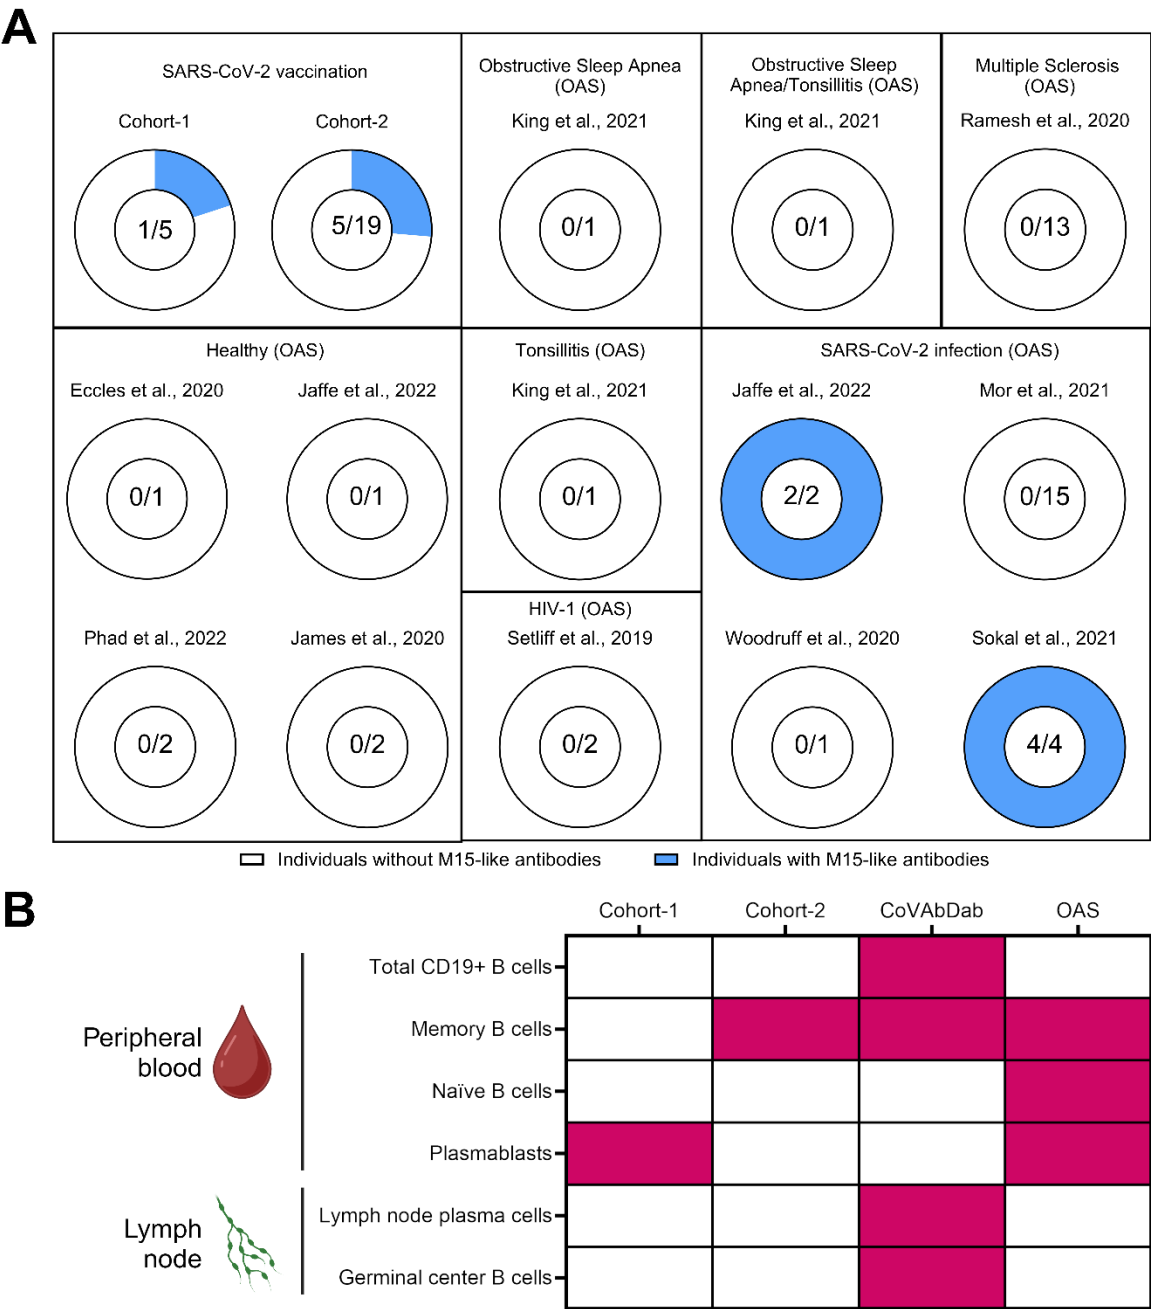 A
SARS-CoV-2 vaccination
Cohort-1
Cohort-2
1/5
5/19
Obstructive Sleep Apnea
(OAS)
King et al., 2021
0/1
Obstructive Sleep
Apnea/Tonsillitis (OAS)
King et al., 2021
0/1
Multiple Sclerosis
(OAS)
Ramesh et al., 2020
0/13
Healthy (OAS)
Eccles et al., 2020
Jaffe et al., 2022
0/1
0/1
Phad et al., 2022
James et al., 2020
0/2
0/2
Tonsillitis (OAS)
King et al., 2021
0/1
HIV-1 (OAS)
Setliff et al., 2019
0/2
SARS-CoV-2 infection (OAS)
Jaffe et al., 2022
Mor et al., 2021
2/2
0/15
Woodruff et al., 2020
Sokal et al., 2021
0/1
4/4
Individuals without M15-like antibodies
Individuals with M15-like antibodies
B
Cohort-1
Cohort-2
CoVAbDab
OAS
Peripheral
blood
Total CD19+ B cells
Memory B cells
Naïve B cells
Plasmablasts
Lymph
node
Lymph node plasma cells
Germinal center B cells